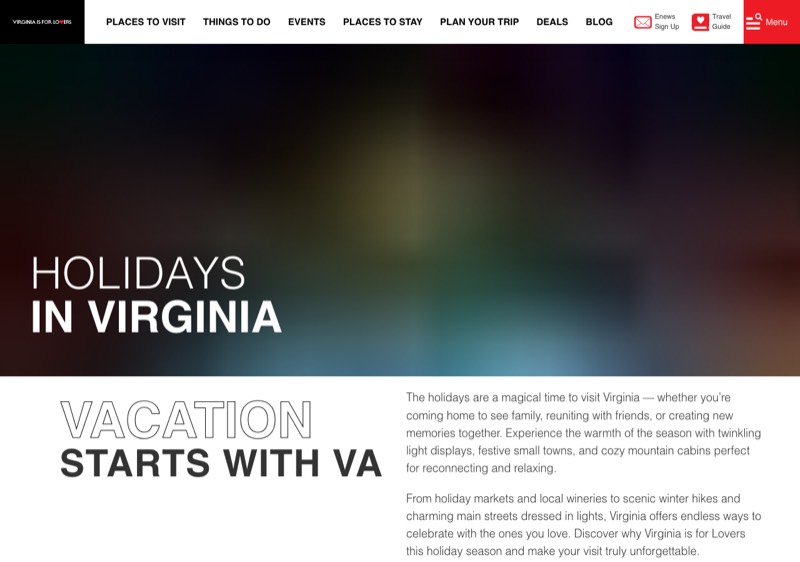 VIRGINIA IS FOR LOVERS
PLACES TO VISIT
THINGS TO DO
EVENTS
PLACES TO STAY
PLAN YOUR TRIP
DEALS
BLOG
Enews
Sign Up
Travel
Guide
Menu
HOLIDAYS
IN VIRGINIA
VACATION
STARTS WITH VA
The holidays are a magical time to visit Virginia — whether you’re
coming home to see family, reuniting with friends, or creating new
memories together. Experience the warmth of the season with twinkling
light displays, festive small towns, and cozy mountain cabins perfect
for reconnecting and relaxing.
From holiday markets and local wineries to scenic winter hikes and
charming main streets dressed in lights, Virginia offers endless ways to
celebrate with the ones you love. Discover why Virginia is for Lovers
this holiday season and make your visit truly unforgettable.